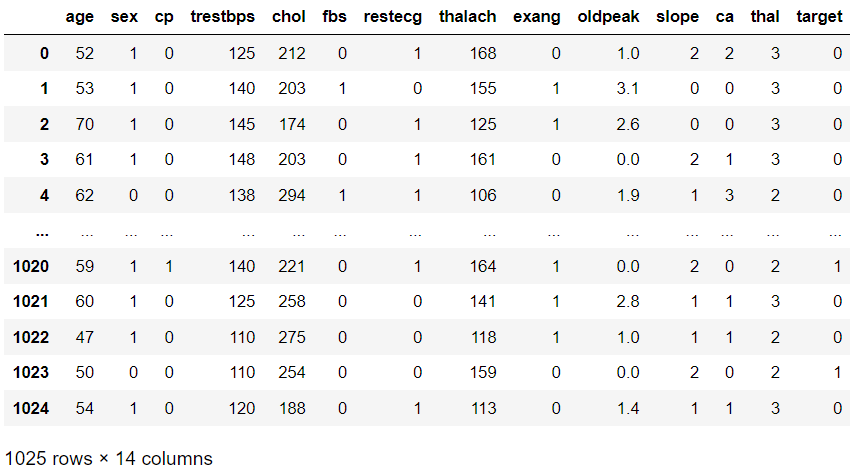 age sex cp trestbps chol fbs restecg thalach exang oldpeak slope ca thal target
0 52 1 0 125 212 0 1 168 0 1.0 2 2 3 0
1 53 1 0 140 203 1 0 155 1 3.1 0 0 3 0
2 70 1 0 145 174 0 1 125 1 2.6 0 0 3 0
3 61 1 0 148 203 0 1 161 0 0.0 2 1 3 0
4 62 0 0 138 294 1 1 106 0 1.9 1 3 2 0
... ... ... ... ... ... ... ... ... ... ... ... ... ... ...
1020 59 1 1 140 221 0 1 164 1 0.0 2 0 2 1
1021 60 1 0 125 258 0 0 141 1 2.8 1 1 3 0
1022 47 1 0 110 275 0 0 118 1 1.0 1 1 2 0
1023 50 0 0 110 254 0 0 159 0 0.0 2 0 2 1
1024 54 1 0 120 188 0 1 113 0 1.4 1 1 3 0
1025 rows × 14 columns